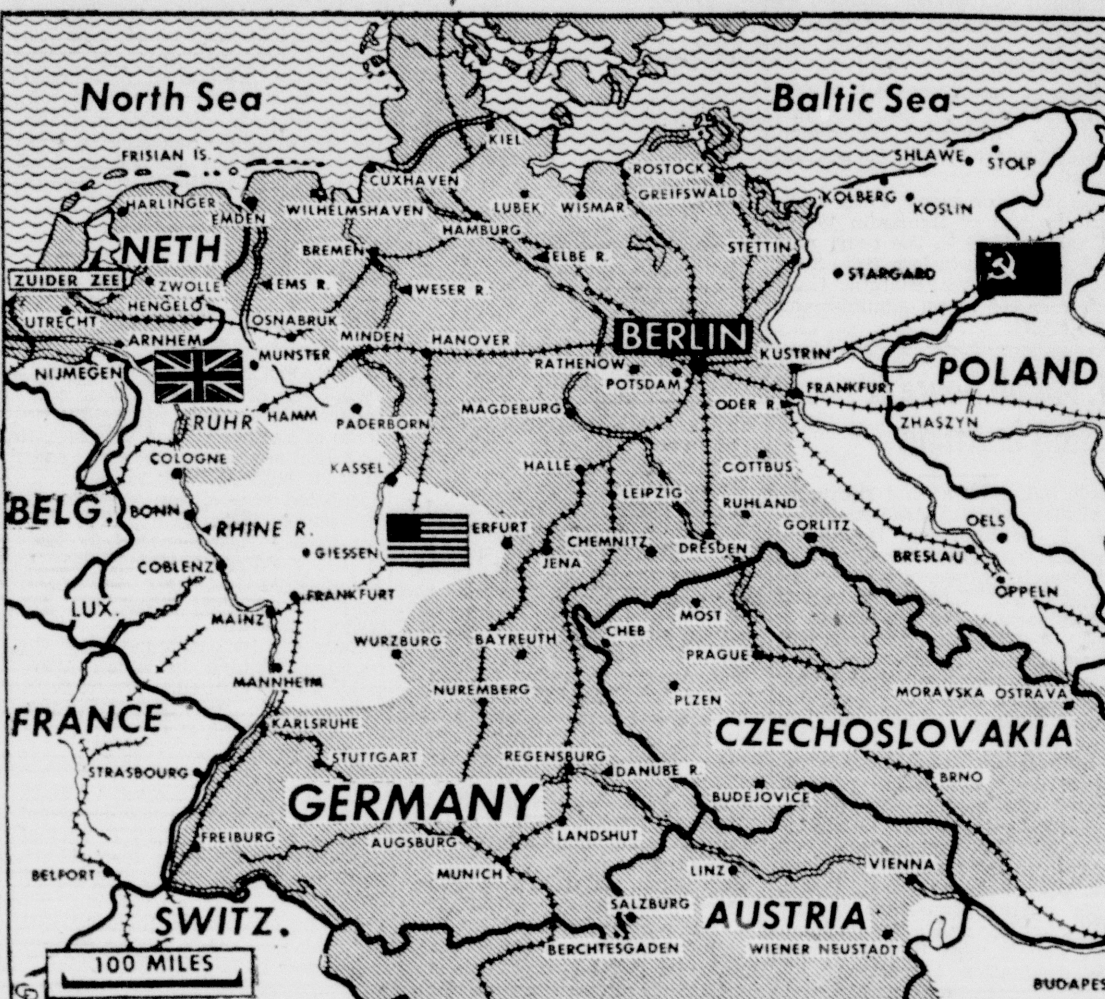 North Sea
Baltic Sea
KIEL
FRISIAN IS.
SHLAWE
STOLP
ROSTOCK
CUXHAVEN
GREIFSWALD
KOLBERG
KOSLIN
HARLINGER
EMDEN
WILHELMSHAVEN
LUBEK
WISMAR
HAMBURG
NETH
BREMEN
ELBE R.
STETTIN
ZUIDER ZEE
ZWOLLE
EMS R.
WESER R.
STARGARD
HENGELO
UTRECHT
OSNABRUK
ARNHEM
MINDEN
HANOVER
BERLIN
MUNSTER
KUSTRIN
NIJMEGEN
RATHENOW
POTSDAM
POLAND
FRANKFURT
RUHR
HAMM
PADERBORN
MAGDEBURG
ODER R.
ZHASZYN
COLOGNE
KASSEL
HALLE
COTTBUS
LEIPZIG
RUHLAND
BELG.
BONN
RHINE R.
ERFURT
GORLITZ
OELS
GIESSEN
CHEMNITZ
DRESDEN
BRESLAU
COBLENZ
JENA
OPPELN
LUX.
FRANKFURT
MAINZ
MOST
WURZBURG
BAYREUTH
CHEB
PRAGUE
MANNHEIM
NUREMBERG
PLZEN
MORAVSKA OSTRAVA
FRANCE
KARLSRUHE
CZECHOSLOVAKIA
STUTTGART
REGENSBURG
STRASBOURG
DANUBE R.
BRNO
GERMANY
BUDEJOVICE
FREIBURG
AUGSBURG
LANDSHUT
BELFORT
MUNICH
LINZ
VIENNA
SWITZ.
SALZBURG
AUSTRIA
BERCHTESGADEN
WIENER NEUSTADT
100 MILES
BUDAPES